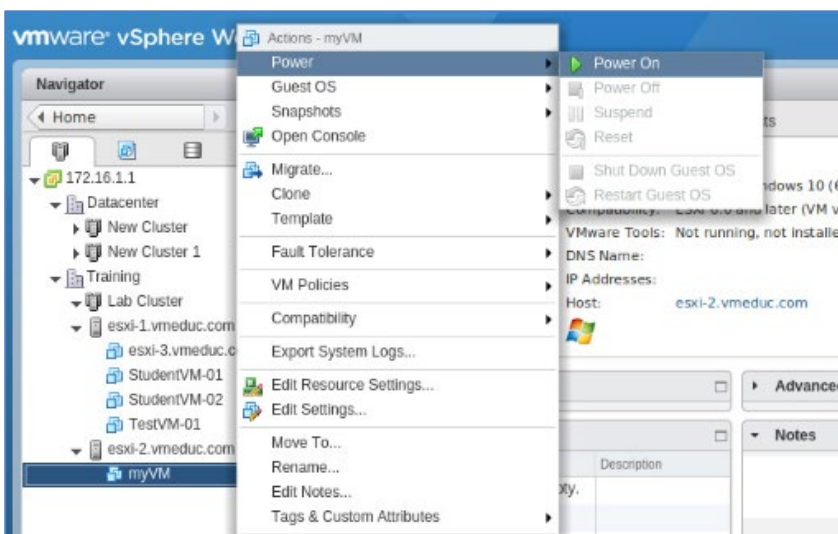 vmware vSphere W
Navigator
Home
172.16.1.1
Datacenter
New Cluster
New Cluster 1
Training
Lab Cluster
esxi-1.vmeduc.com
esxi-3.vmeduc.c
StudentVM-01
StudentVM-02
TestVM-01
esxi-2.vmeduc.com
myVM
Actions - myVM
Power
Guest OS
Snapshots
Open Console
Migrate...
Clone
Template
Fault Tolerance
VM Policies
Compatibility
Export System Logs...
Edit Resource Settings...
Edit Settings...
Move To...
Rename...
Edit Notes...
Tags & Custom Attributes
Power On
Power Off
Suspend
Reset
Shut Down Guest OS
Restart Guest OS
ts
ndows 10 (6
Compatibility: ESXi 6.0 and later (VM v
VMware Tools: Not running, not installe
DNS Name:
IP Addresses:
Host: esxi-2.vmeduc.com
Advance
Notes
Description
pty.